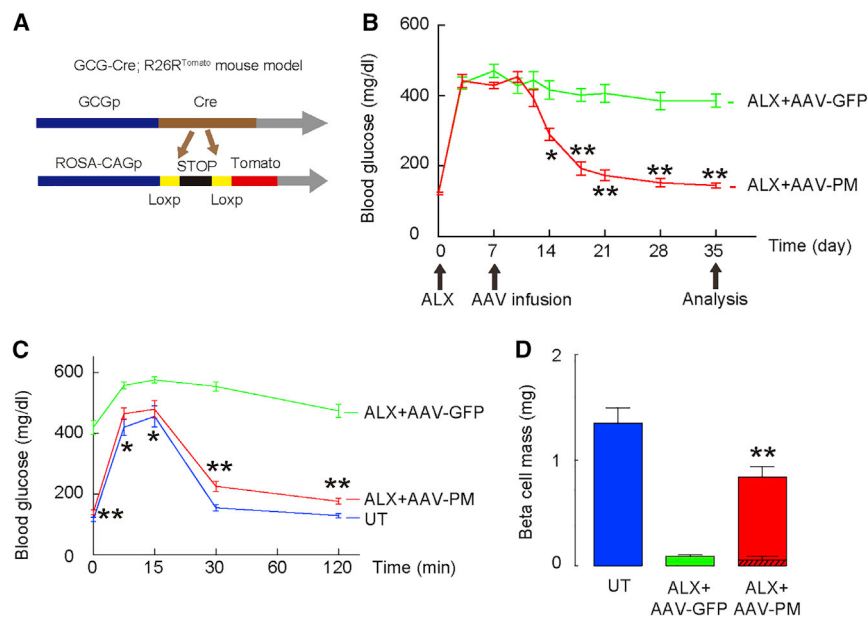 A
GCG-Cre; R26RTomato mouse model
GCGp Cre
ROSA-CAGp STOP Tomato
Loxp Loxp
B
Blood glucose (mg/dl)
600
400
200
0
ALX+AAV-GFP
ALX+AAV-PM
* ** ** ** **
0 7 14 21 28 35 Time (day)
ALX AAV infusion Analysis
C
Blood glucose (mg/dl)
600
400
200
0
ALX+AAV-GFP
ALX+AAV-PM
UT
** * * ** **
0 15 30 60 120 Time (min)
D
Beta cell mass (mg)
2
1
0
**
UT ALX+ ALX+
AAV-GFP AAV-PM